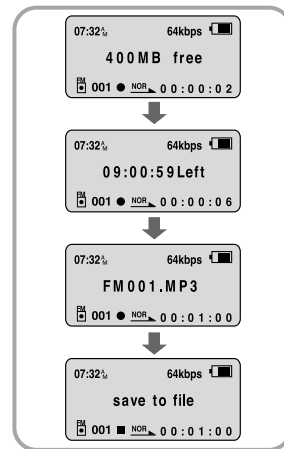 07:32AM 64kbps
400MB free
FM 001 NOR 00:00:02
07:32AM 64kbps
09:00:59Left
FM 001 NOR 00:00:06
07:32AM 64kbps
FM001.MP3
FM 001 NOR 00:01:00
07:32AM 64kbps
save to file
FM 001 NOR 00:01:00